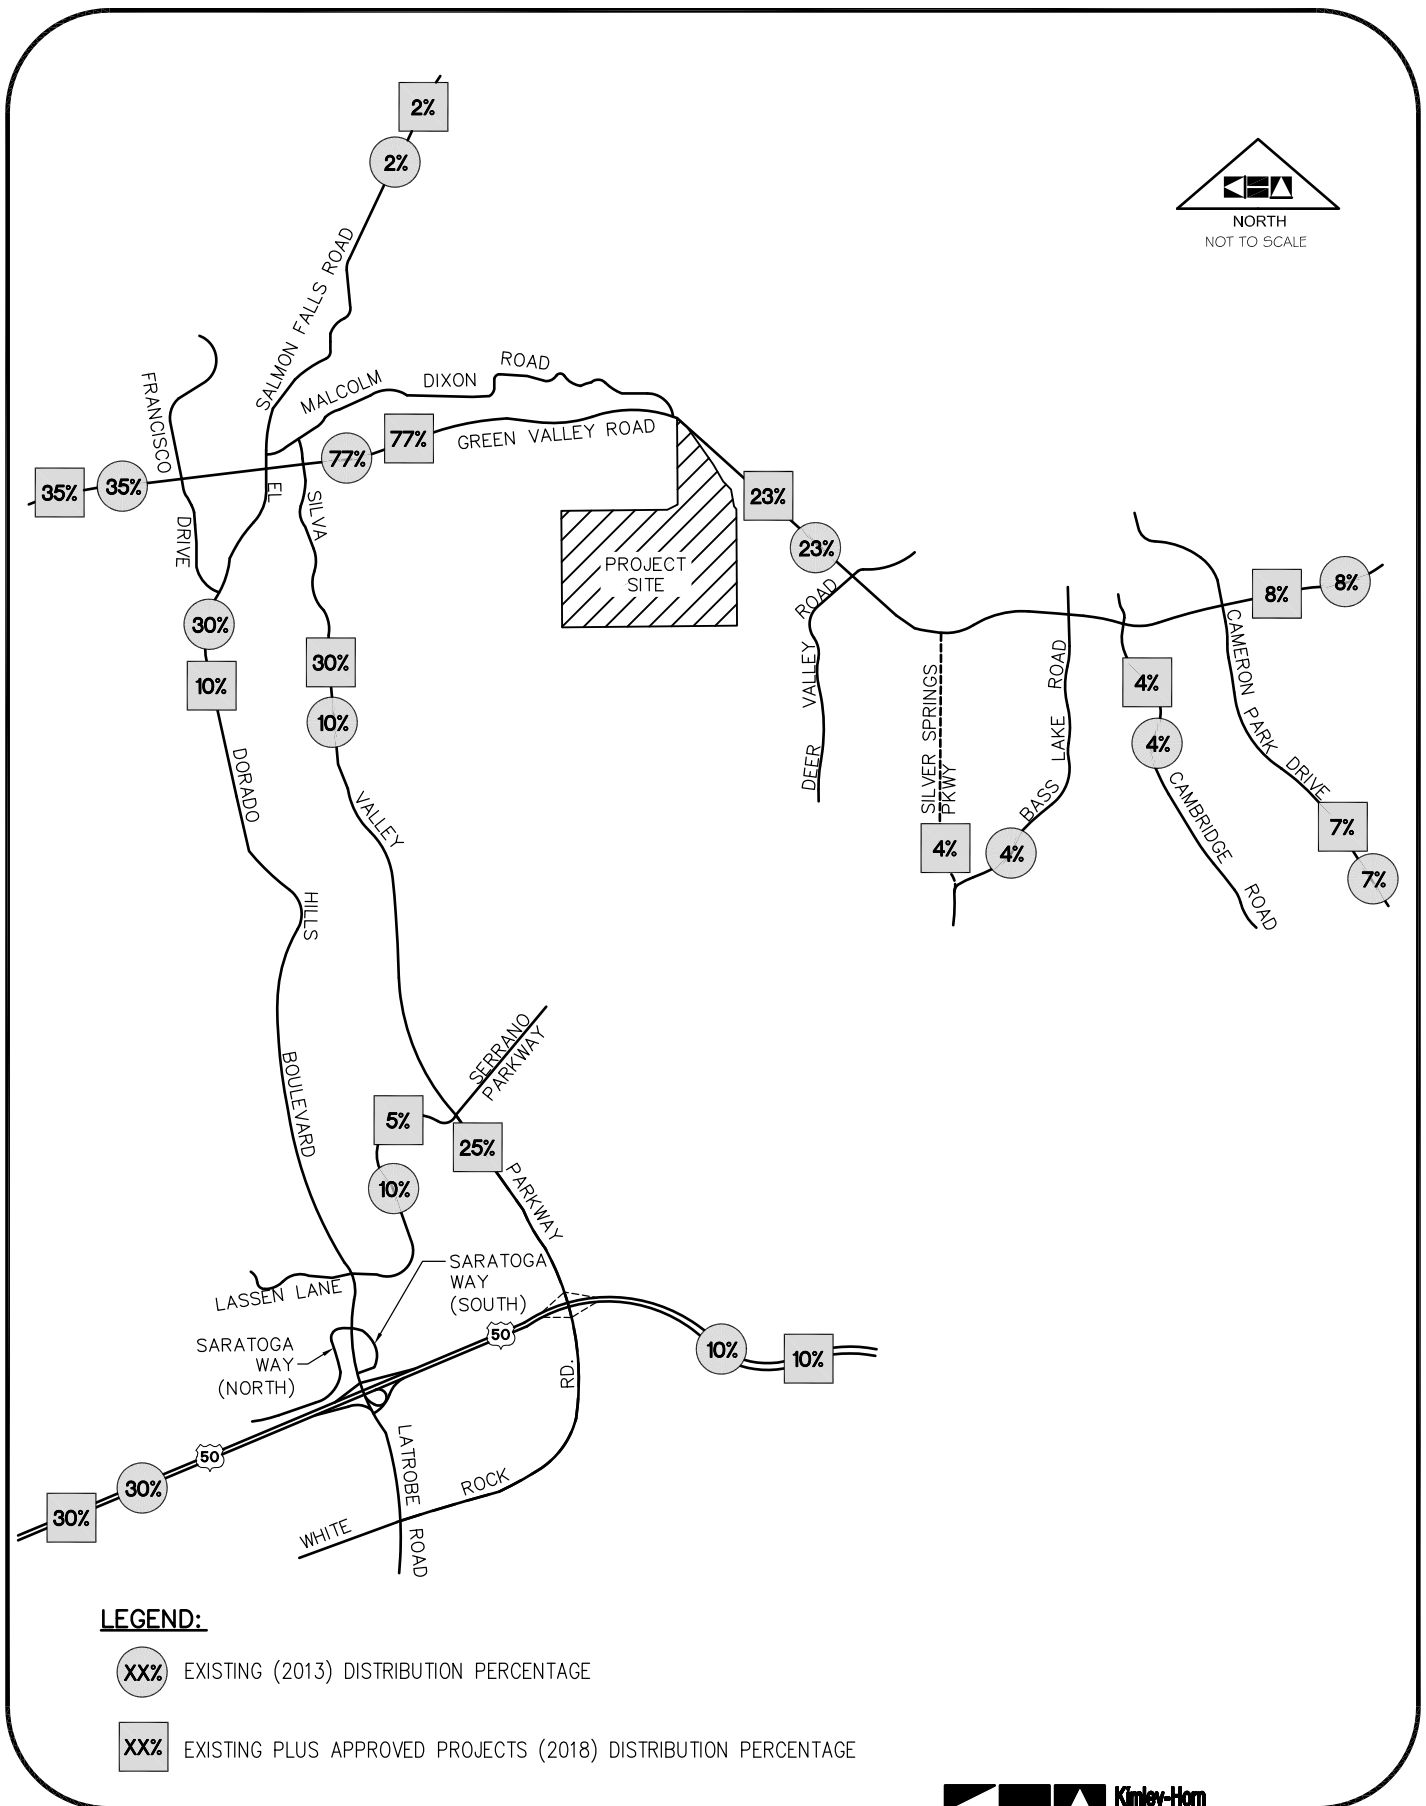 2%
2%
NORTH
NOT TO SCALE
SALMON FALLS ROAD
FRANCISCO
DRIVE
MALCOLM DIXON ROAD
GREEN VALLEY ROAD
35%
35%
77%
77%
EL
SILVA
PROJECT
SITE
23%
23%
8%
8%
30%
10%
30%
10%
DEER VALLEY ROAD
SILVER SPRINGS
PKWY
BASS LAKE ROAD
4%
4%
4%
4%
CAMBRIDGE ROAD
CAMERON PARK DRIVE
7%
7%
DORADO
HILLS
BOULEVARD
VALLEY
SERRANO
PARKWAY
5%
25%
10%
PARKWAY
LASSEN LANE
SARATOGA
WAY
(SOUTH)
SARATOGA
WAY
(NORTH)
50
50
10%
10%
RD.
LATROBE ROAD
WHITE ROCK
30%
30%
LEGEND:
XX% EXISTING (2013) DISTRIBUTION PERCENTAGE
XX% EXISTING PLUS APPROVED PROJECTS (2018) DISTRIBUTION PERCENTAGE
Kimley-Horn